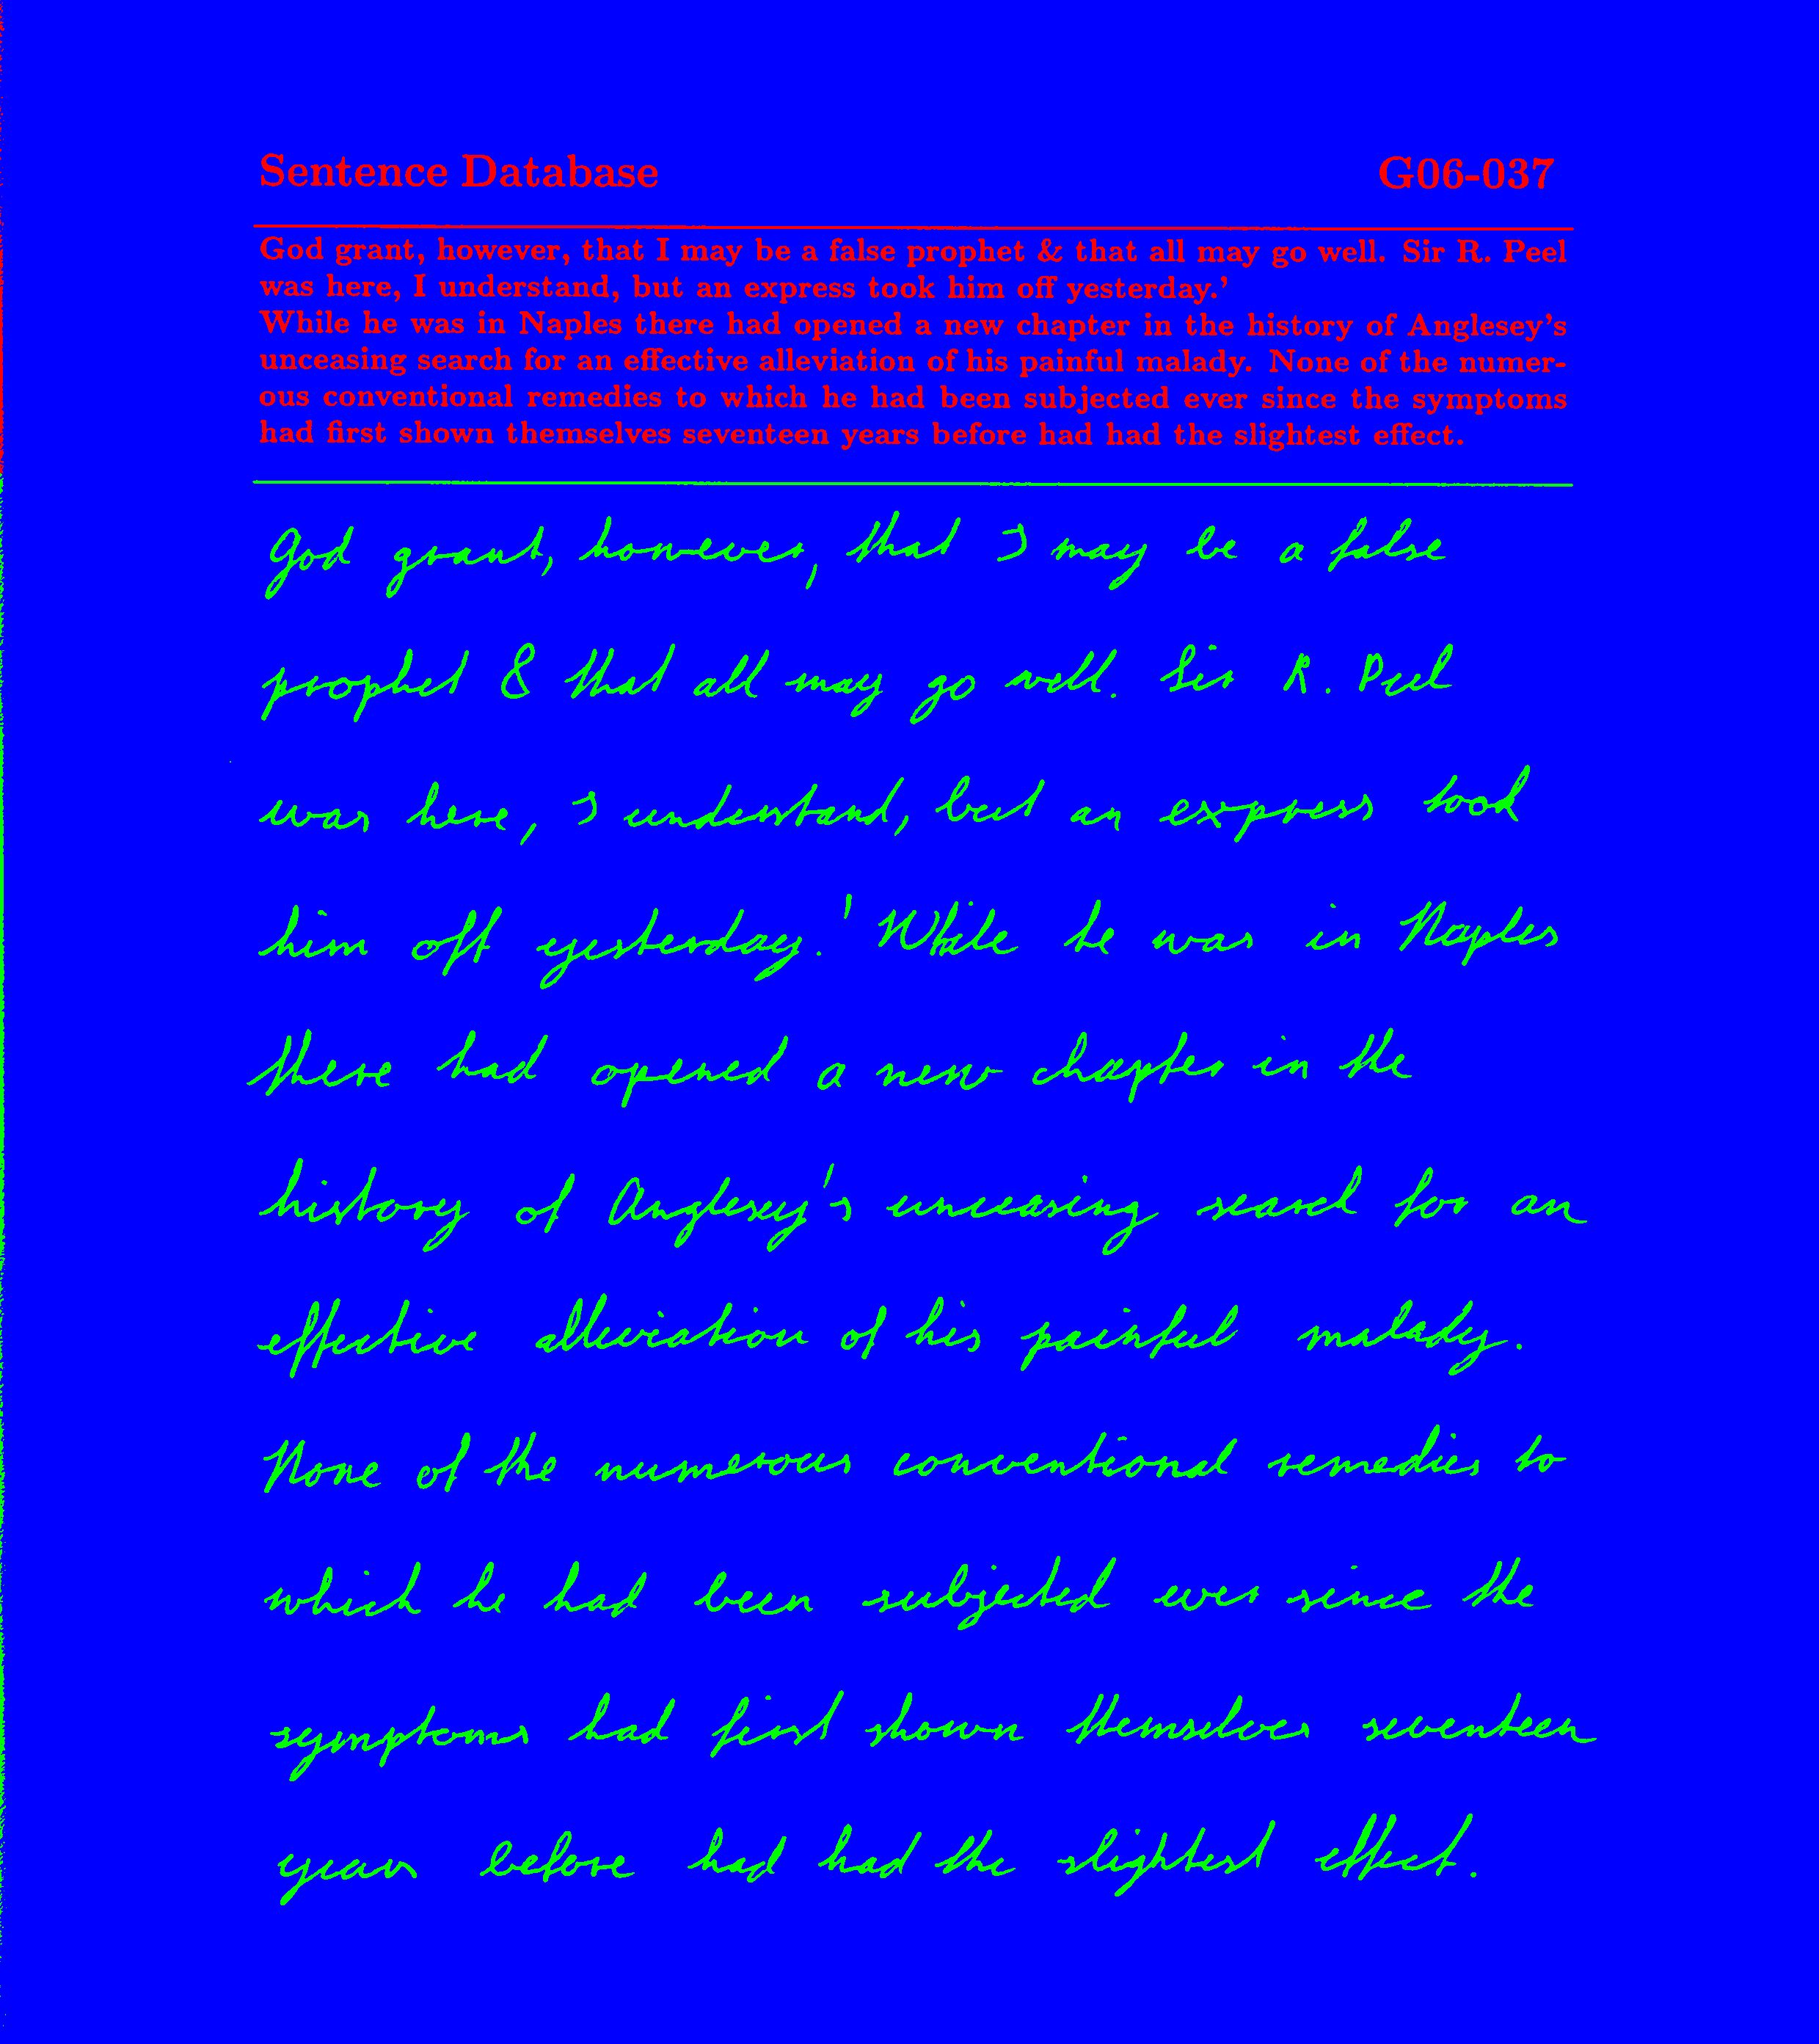 Sentence Database G06-037
God grant, however, that I may be a false prophet & that all may go well. Sir R. Peel
was here, I understand, but an express took him off yesterday.'
While he was in Naples there had opened a new chapter in the history of Anglesey's
unceasing search for an effective alleviation of his painful malady. None of the numer-
ous conventional remedies to which he had been subjected ever since the symptoms
had first shown themselves seventeen years before had had the slightest effect.
God grant, however, that I may be a false
prophet & that all may go well. Sir R. Peel
was here, I understand, but an express took
him off yesterday.' While he was in Naples
there had opened a new chapter in the
history of Anglesey's unceasing search for an
effective alleviation of his painful malady.
None of the numerous conventional remedies to
which he had been subjected ever since the
symptoms had first shown themselves seventeen
years before had had the slightest effect.